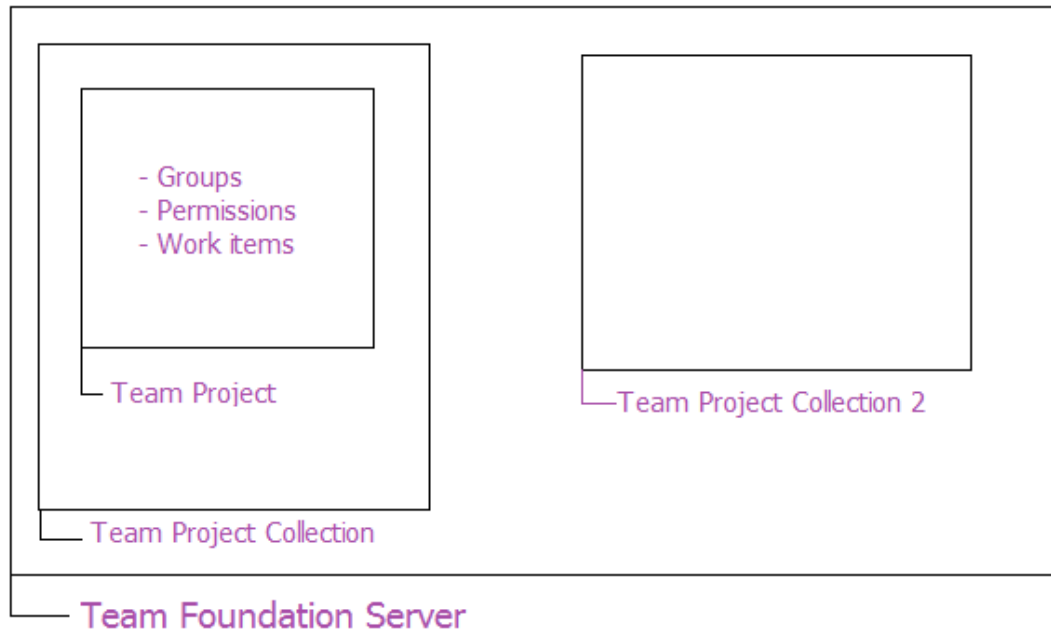 - Groups
- Permissions
- Work items
Team Project
Team Project Collection 2
Team Project Collection
Team Foundation Server